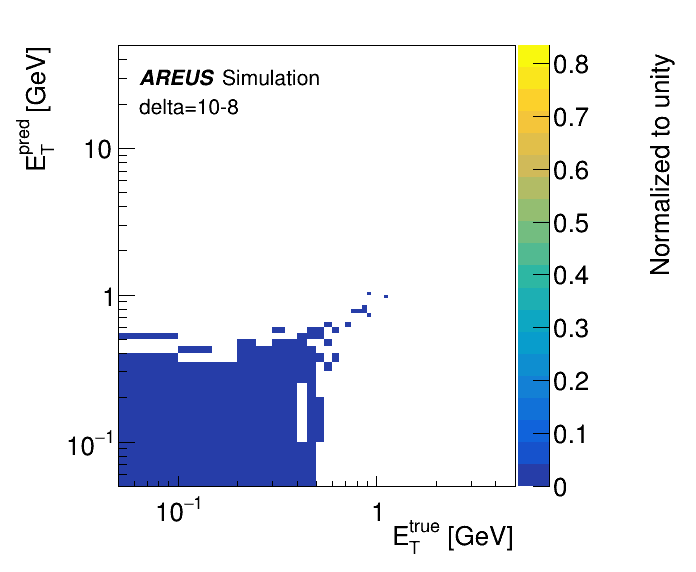 AREUS Simulation
delta=10-8
E_T^pred [GeV]
10
1
10^−1
10^−1
1
E_T^true [GeV]
0.8
0.7
0.6
0.5
0.4
0.3
0.2
0.1
0
Normalized to unity